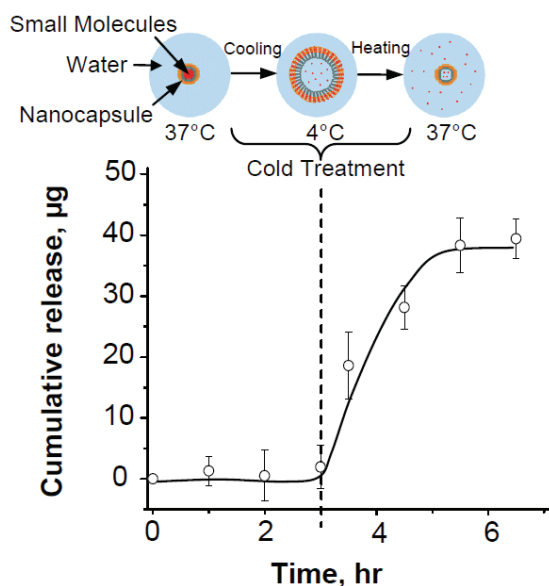 Small Molecules
Water
Nanocapsule
Cooling
Heating
37°C
4°C
37°C
Cold Treatment
Cumulative release, µg
50
40
30
20
10
0
0
2
4
6
Time, hr